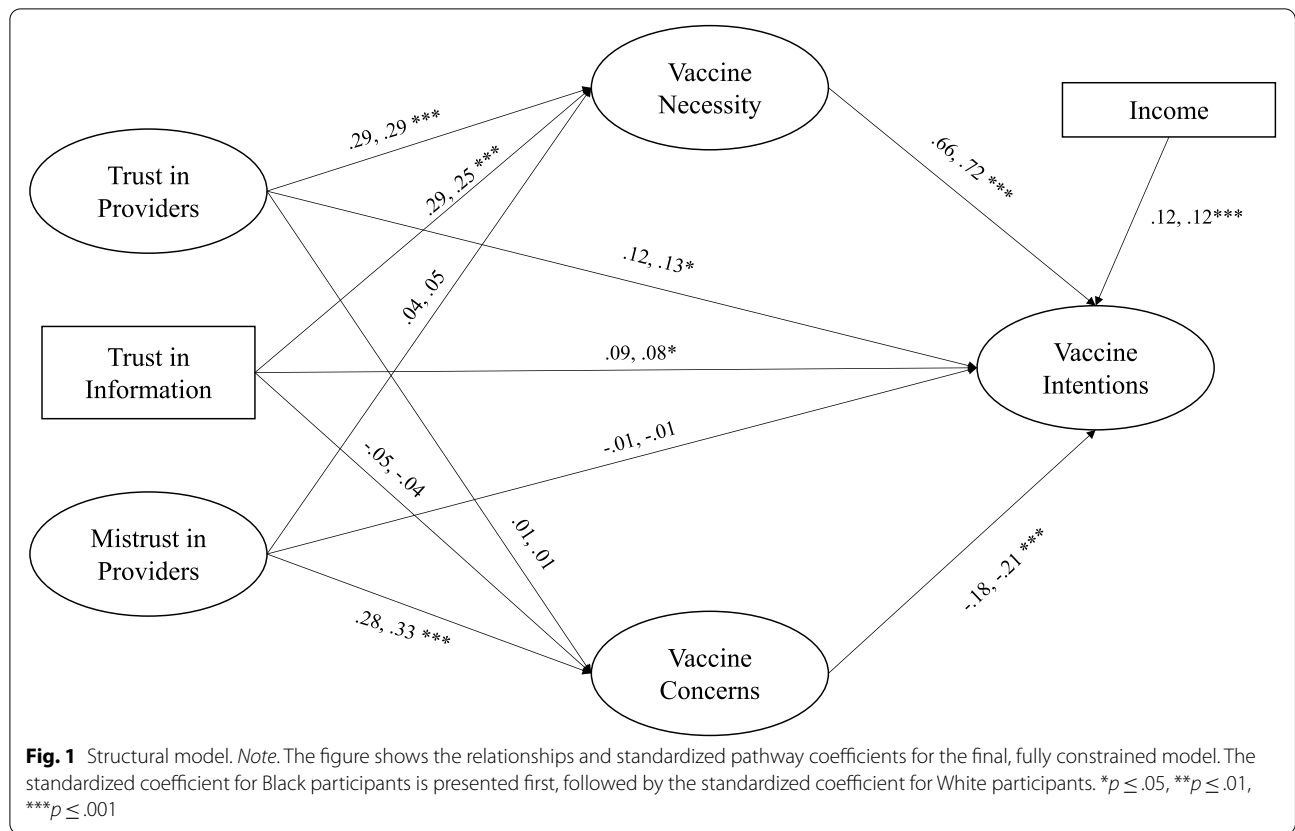 Vaccine
Necessity
Income
.29, .29 ***
.66, .72 ***
Trust in
Providers
.29, .25 ***
.12, .12***
.12, .13*
.04, .05
Trust in
Information
.09, .08*
Vaccine
Intentions
-.01, -.01
-.05, -.04
Mistrust in
Providers
.01, .01
-.18, -.21 ***
.28, .33 ***
Vaccine
Concerns
Fig. 1 Structural model. Note. The figure shows the relationships and standardized pathway coefficients for the final, fully constrained model. The
standardized coefficient for Black participants is presented first, followed by the standardized coefficient for White participants. *p ≤ .05, **p ≤ .01,
***p ≤ .001